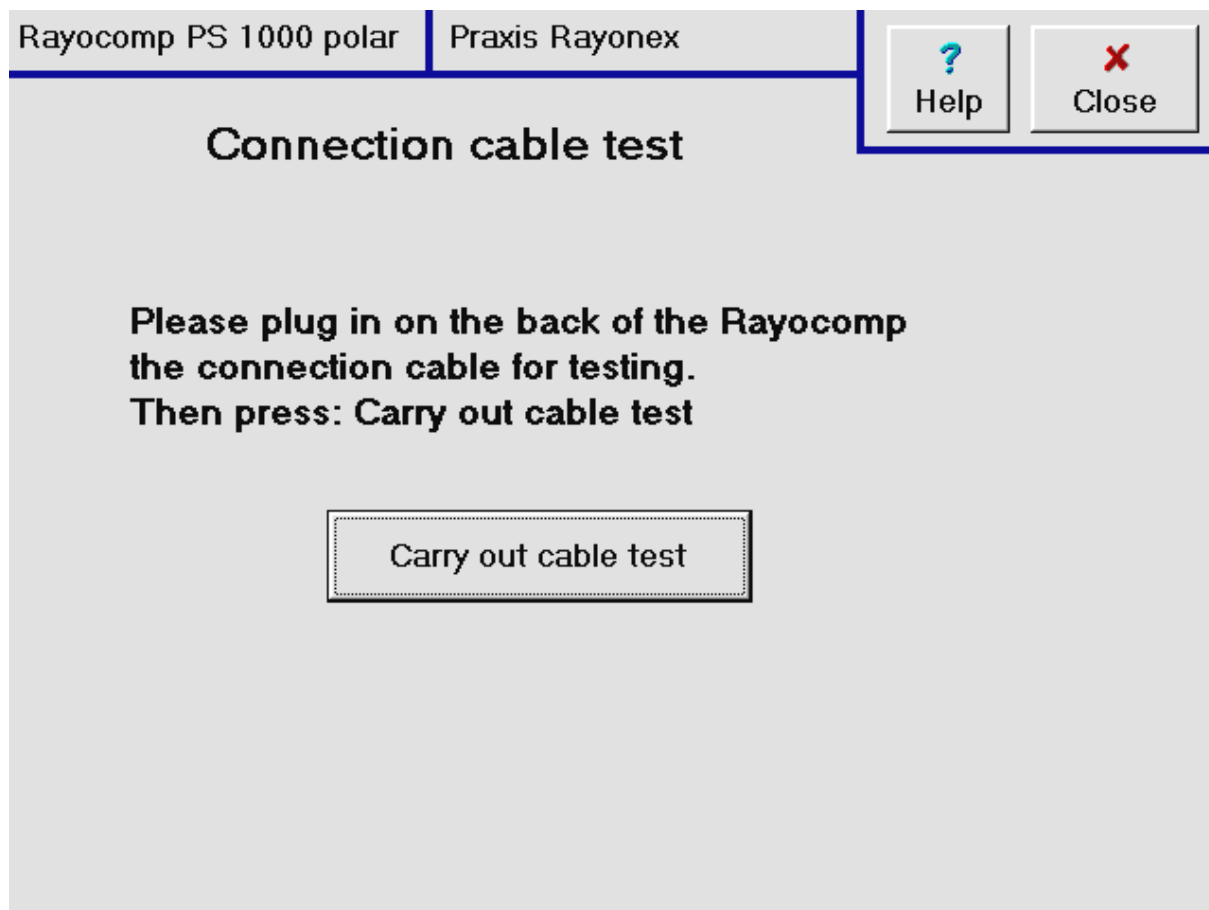 Rayocomp PS 1000 polar
Praxis Rayonex
?
Help
Close
Connection cable test
Please plug in on the back of the Rayocomp
the connection cable for testing.
Then press: Carry out cable test
Carry out cable test